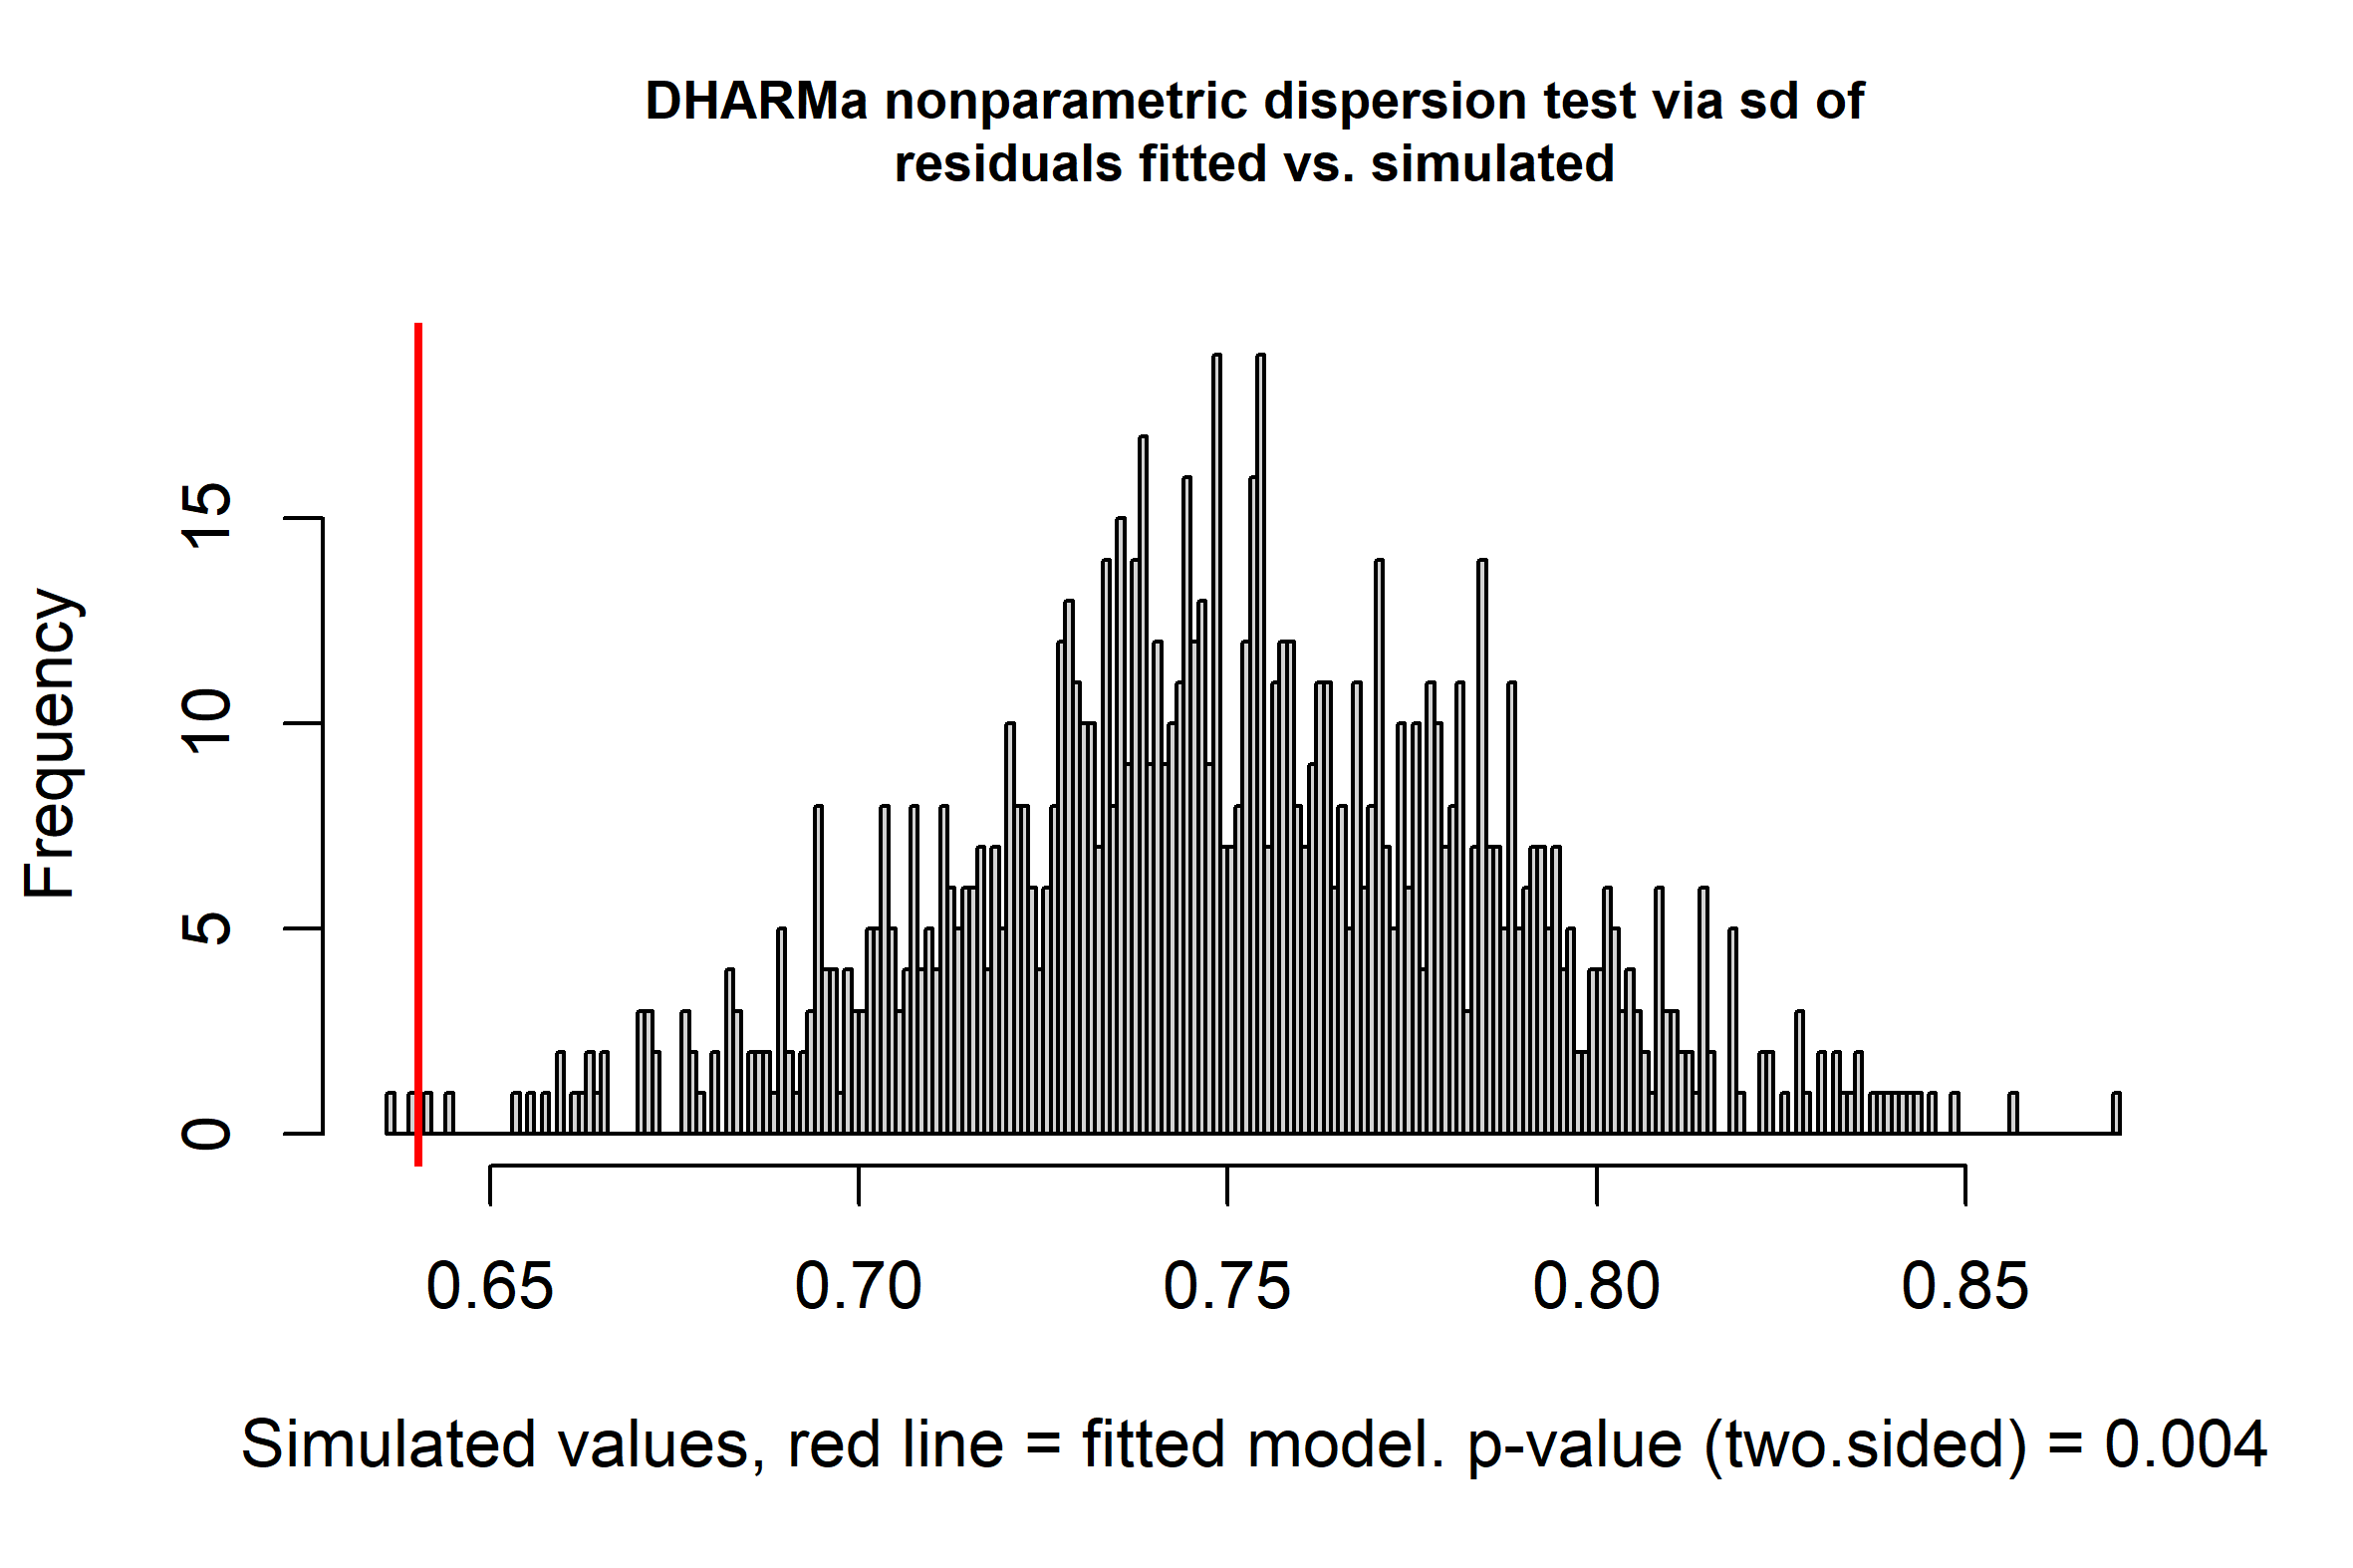 DHARMa nonparametric dispersion test via sd of
residuals fitted vs. simulated
Frequency
15
10
5
0
0.65 0.70 0.75 0.80 0.85
Simulated values, red line = fitted model. p-value (two.sided) = 0.004